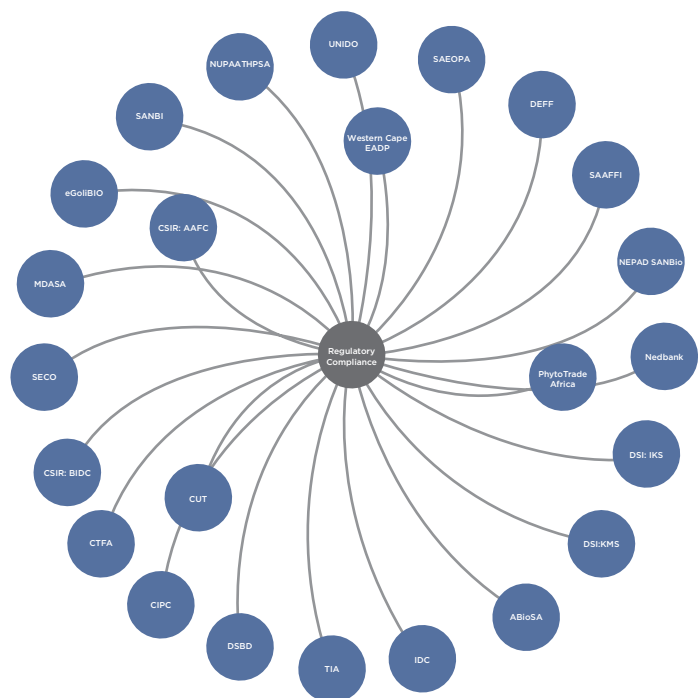 UNIDO
SAEOPA
NUPAATHPSA
DEFF
SANBI
Western Cape
EADP
SAAFFI
eGoliBIO
CSIR: AAFC
NEPAD SANBio
MDASA
Regulatory
Compliance
Nedbank
SECO
PhytoTrade
Africa
DSI: IKS
CSIR: BIDC
CUT
CTFA
DSI:KMS
CIPC
ABioSA
DSBD
IDC
TIA